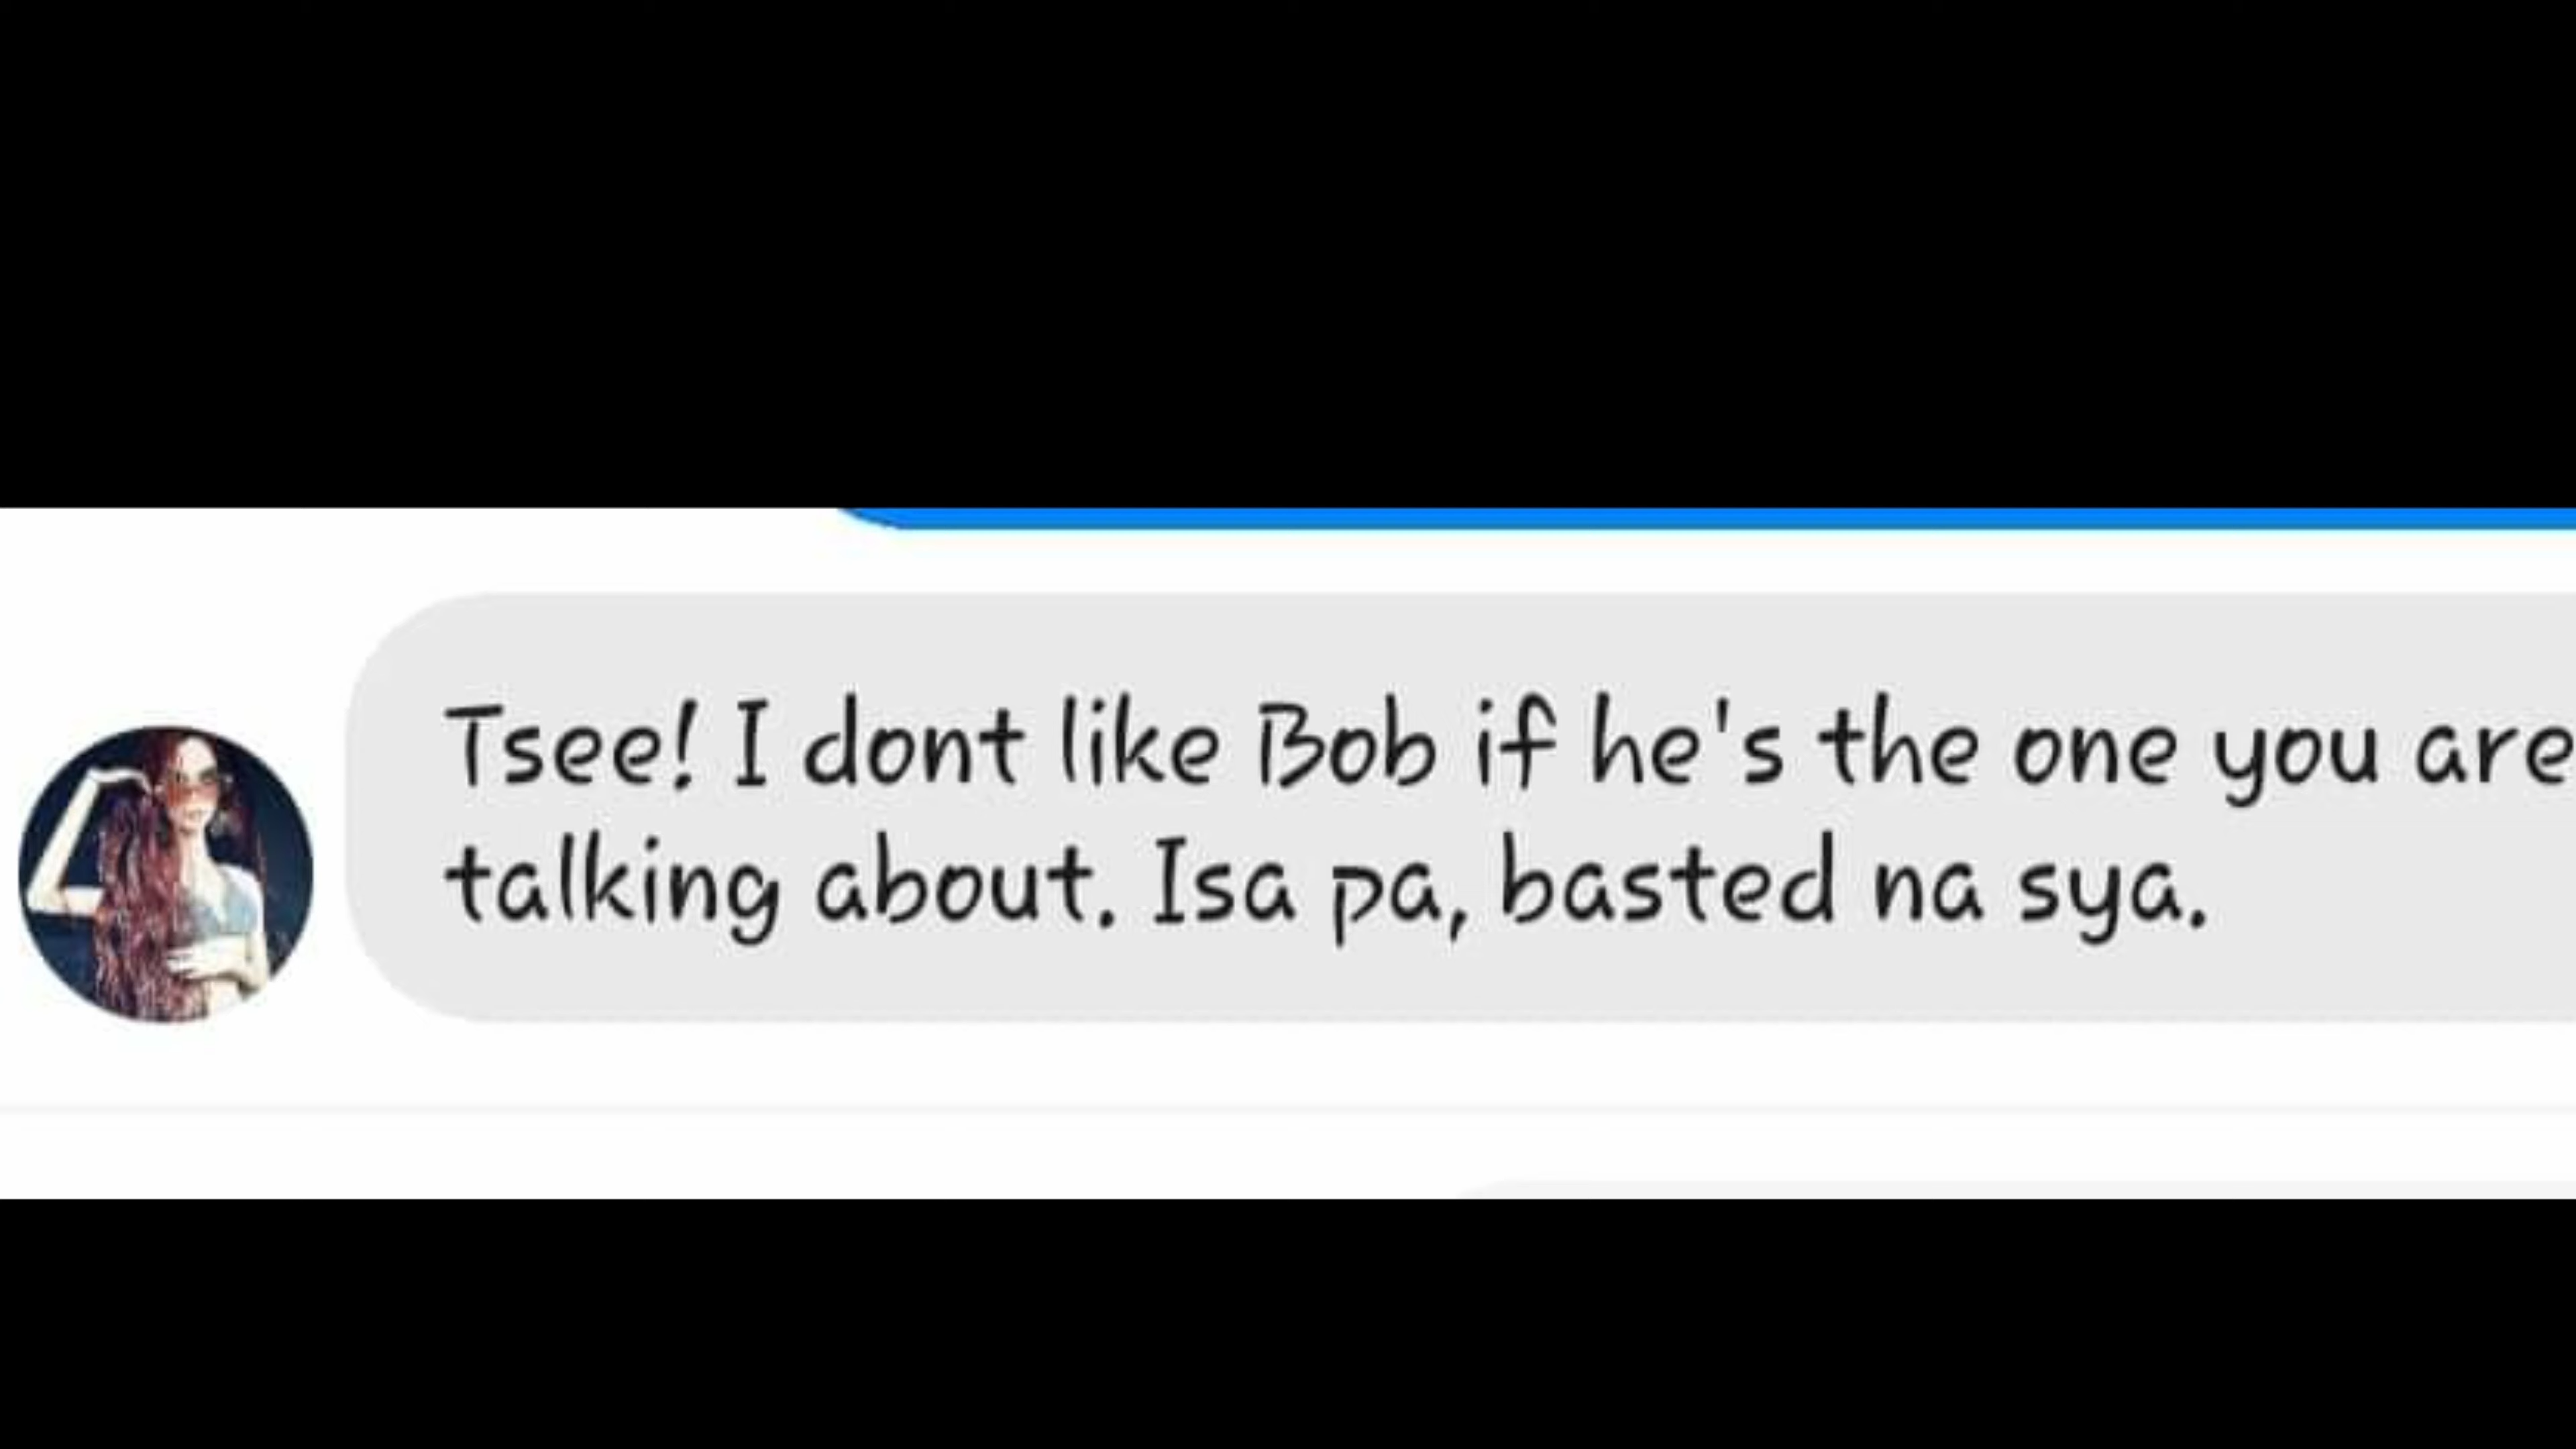 Tsee! I dont like Bob if he's the one you are
talking about. Isa pa, basted na sya.